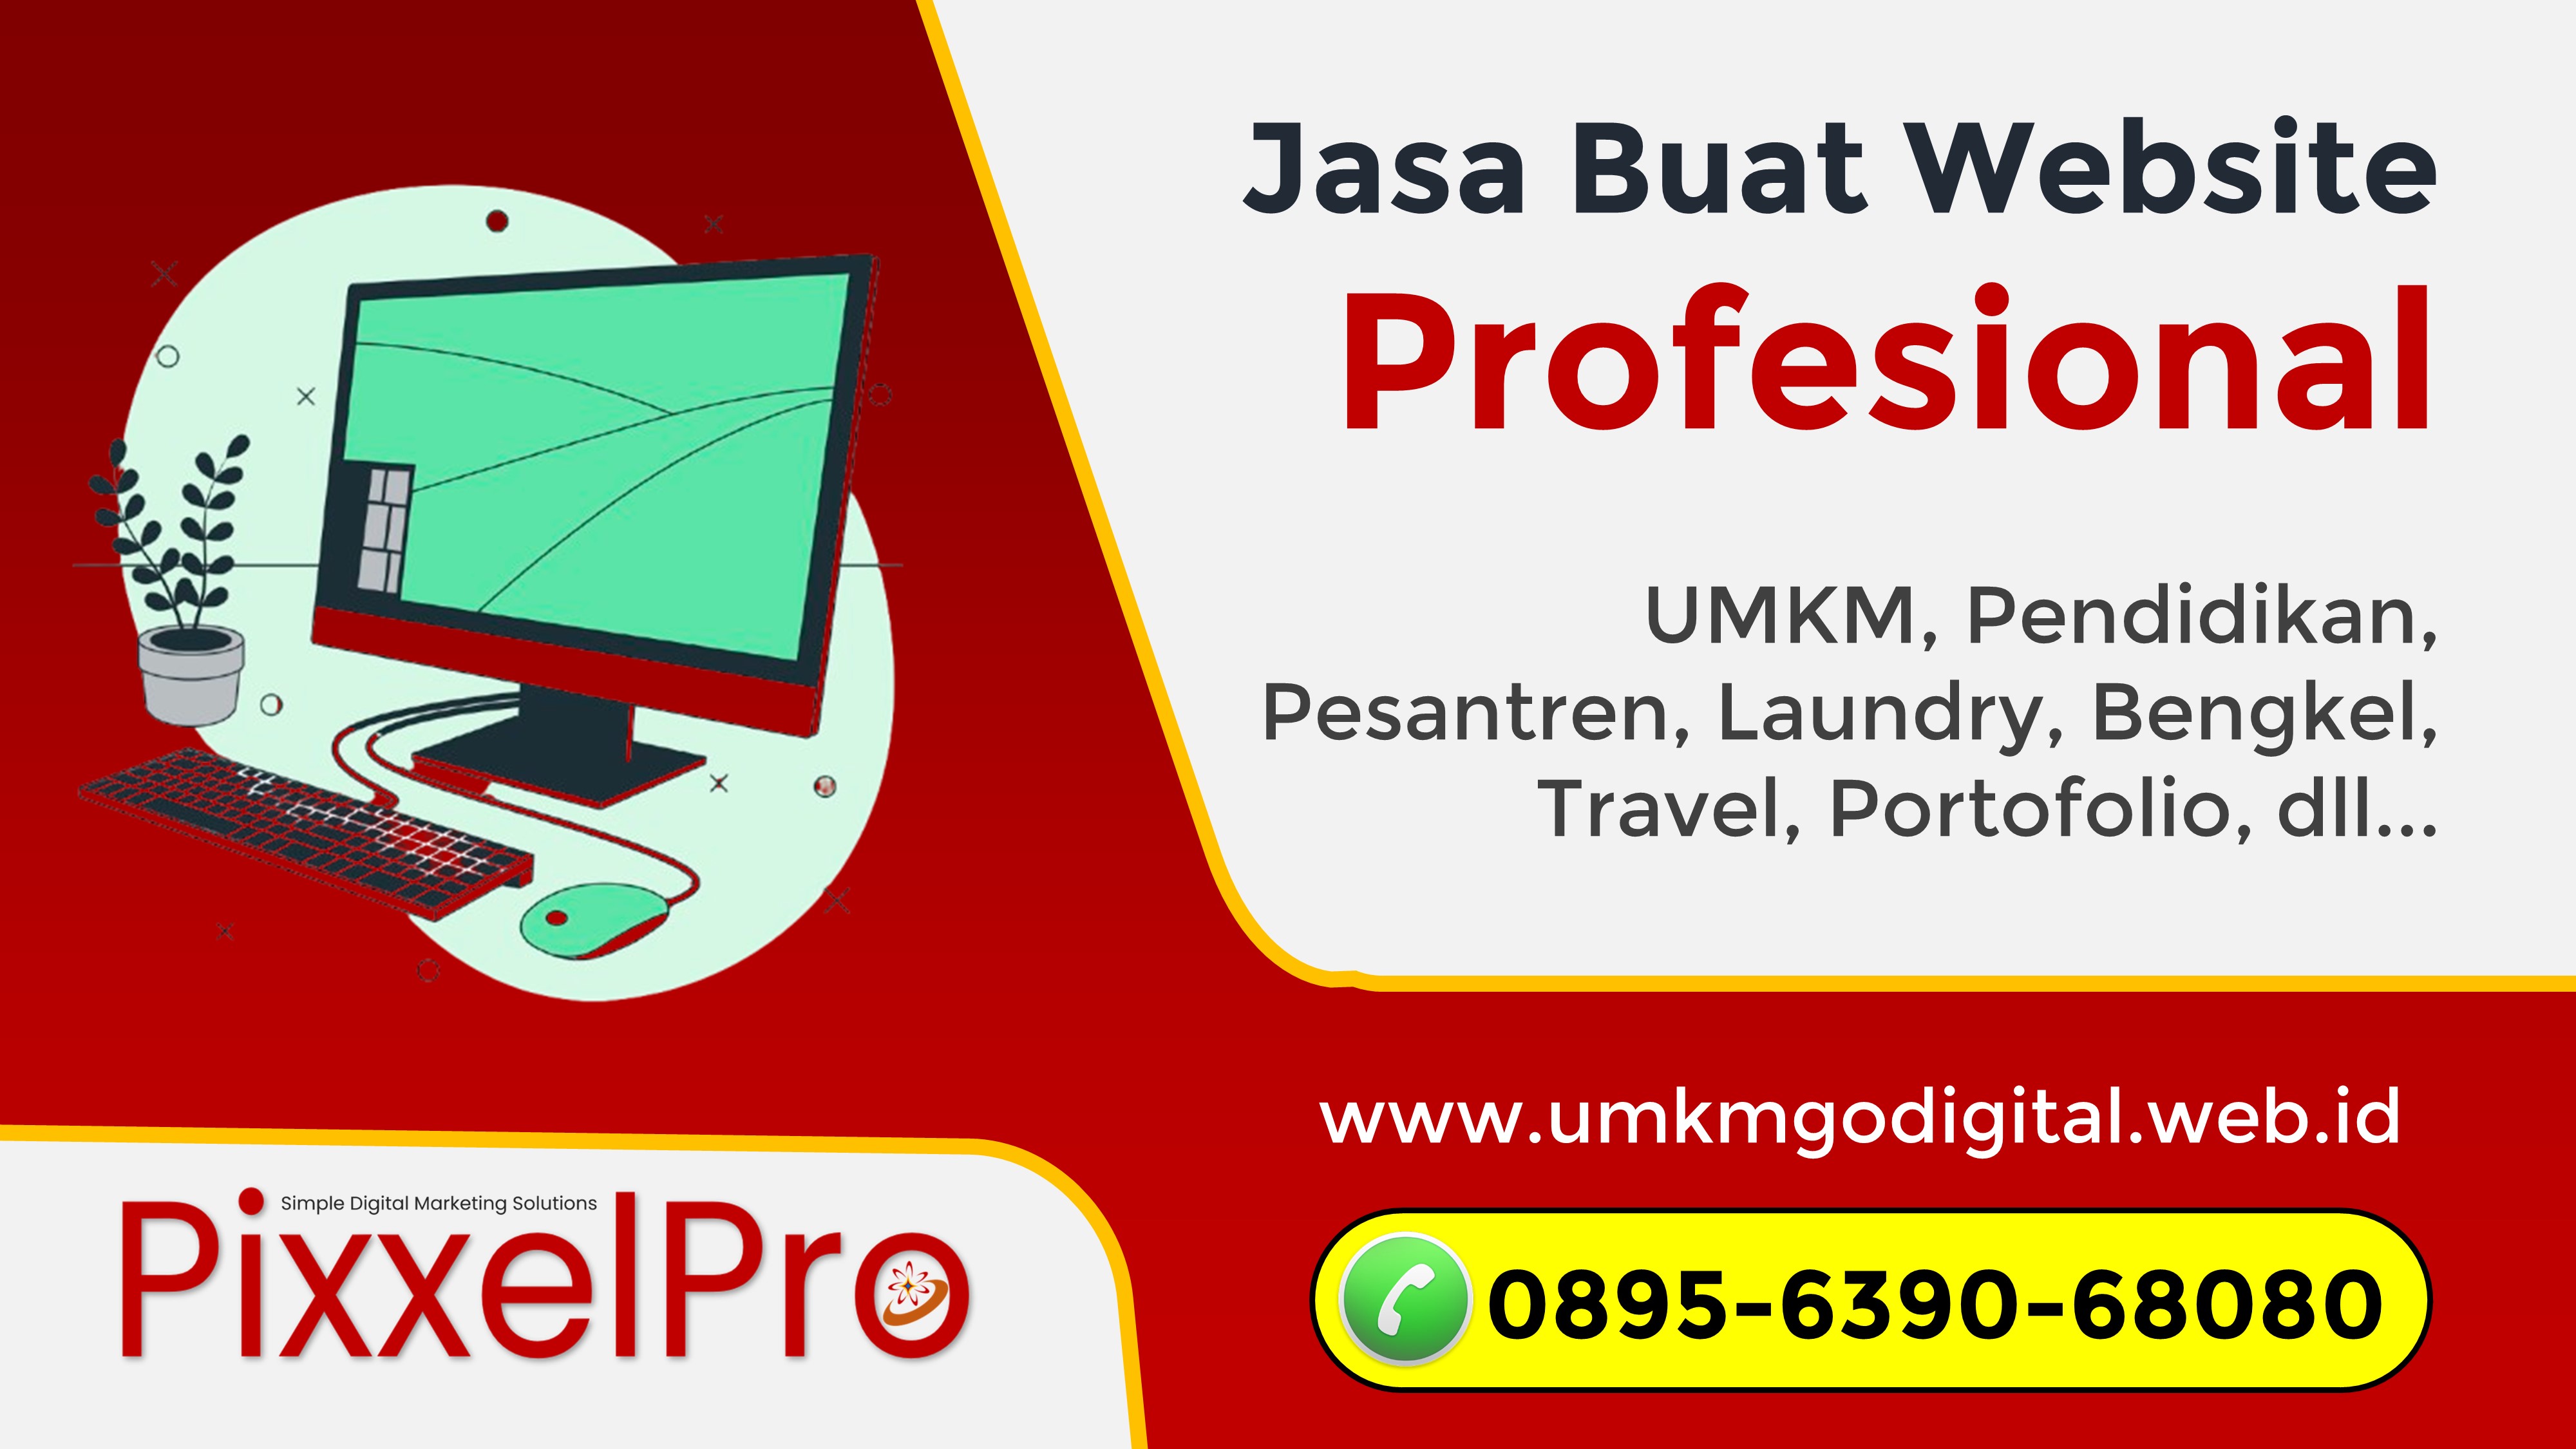 Jasa Buat Website
Profesional
UMKM, Pendidikan,
Pesantren, Laundry, Bengkel,
Travel, Portofolio, dll...
www.umkmgodigital.web.id
0895-6390-68080
Simple Digital Marketing Solutions
PixxelPro